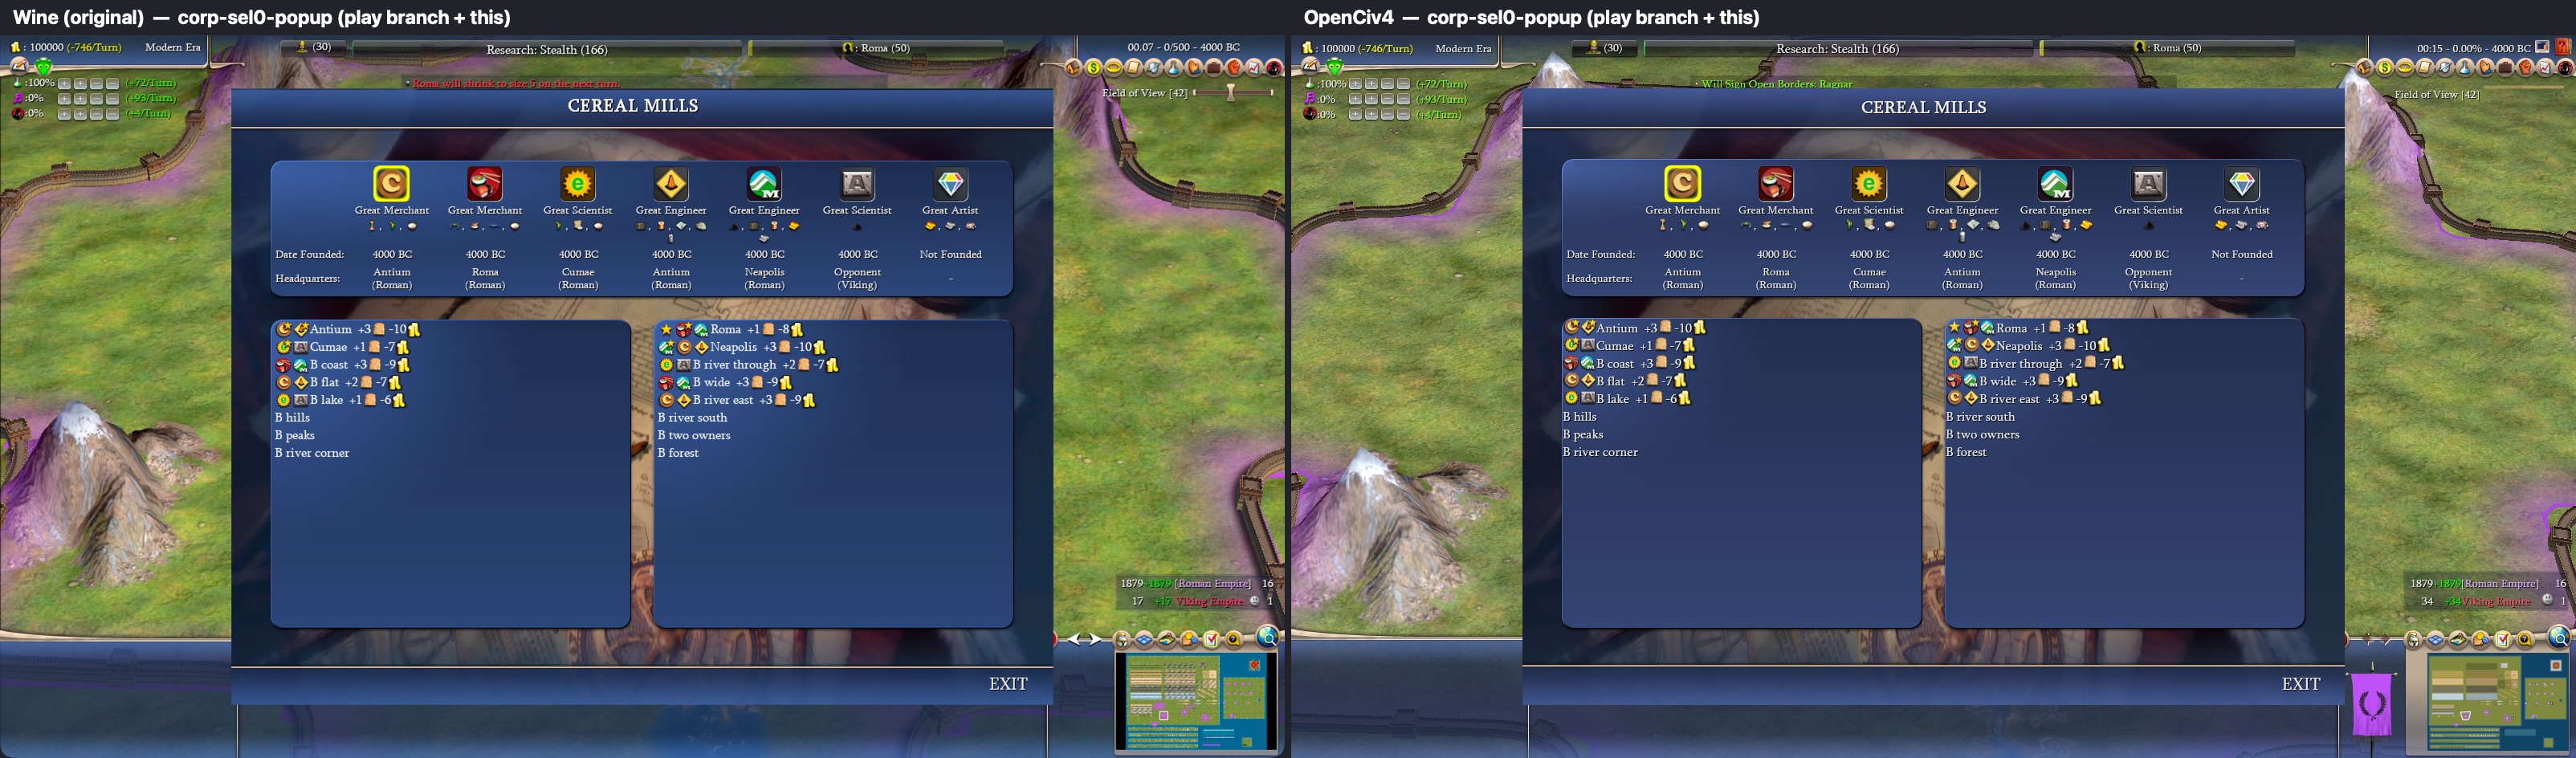 Wine (original) — corp-sel0-popup (play branch + this)
: 100000 (-746/Turn) Modern Era
(30)
Research: Stealth (166)
: Roma (50)
00.07 - 0/500 - 4000 BC
:100% (+72/Turn)
:0% (+93/Turn)
:0% (+4/Turn)
• Roma will shrink to size 5 on the next turn.
Field of View [42]
CEREAL MILLS
Great Merchant Great Merchant Great Scientist Great Engineer Great Engineer Great Scientist Great Artist
Date Founded: 4000 BC 4000 BC 4000 BC 4000 BC 4000 BC 4000 BC Not Founded
Headquarters: Antium (Roman) Roma (Roman) Cumae (Roman) Antium (Roman) Neapolis (Roman) Opponent (Viking) -
Antium +3 -10
Cumae +1 -7
B coast +3 -9
B flat +2 -7
B lake +1 -6
B hills
B peaks
B river corner
Roma +1 -8
Neapolis +3 -10
B river through +2 -7
B wide +3 -9
B river east +3 -9
B river south
B two owners
B forest
1879+1879 [Roman Empire] 16
17 +17 Viking Empire 1
EXIT
OpenCiv4 — corp-sel0-popup (play branch + this)
: 100000 (-746/Turn) Modern Era
(30)
Research: Stealth (166)
: Roma (50)
00:15 - 0.00% - 4000 BC
:100% (+72/Turn)
:0% (+93/Turn)
:0% (+4/Turn)
• Will Sign Open Borders: Ragnar
Field of View [42]
CEREAL MILLS
Great Merchant Great Merchant Great Scientist Great Engineer Great Engineer Great Scientist Great Artist
Date Founded: 4000 BC 4000 BC 4000 BC 4000 BC 4000 BC 4000 BC Not Founded
Headquarters: Antium (Roman) Roma (Roman) Cumae (Roman) Antium (Roman) Neapolis (Roman) Opponent (Viking) -
Antium +3 -10
Cumae +1 -7
B coast +3 -9
B flat +2 -7
B lake +1 -6
B hills
B peaks
B river corner
Roma +1 -8
Neapolis +3 -10
B river through +2 -7
B wide +3 -9
B river east +3 -9
B river south
B two owners
B forest
1879+1879[Roman Empire] 16
34 +34Viking Empire 1
EXIT